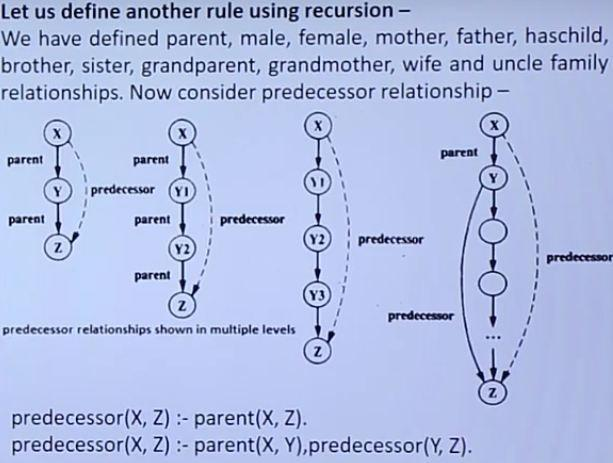 Let us define another rule using recursion –
We have defined parent, male, female, mother, father, haschild,
brother, sister, grandparent, grandmother, wife and uncle family
relationships. Now consider predecessor relationship –
X
parent
Y
predecessor
parent
Z
X
parent
Y1
parent
predecessor
Y2
parent
Z
X
Y1
Y2
predecessor
Y3
Z
X
parent
Y
predecessor
predecessor
...
Z
predecessor relationships shown in multiple levels
predecessor(X, Z) :- parent(X, Z).
predecessor(X, Z) :- parent(X, Y),predecessor(Y, Z).